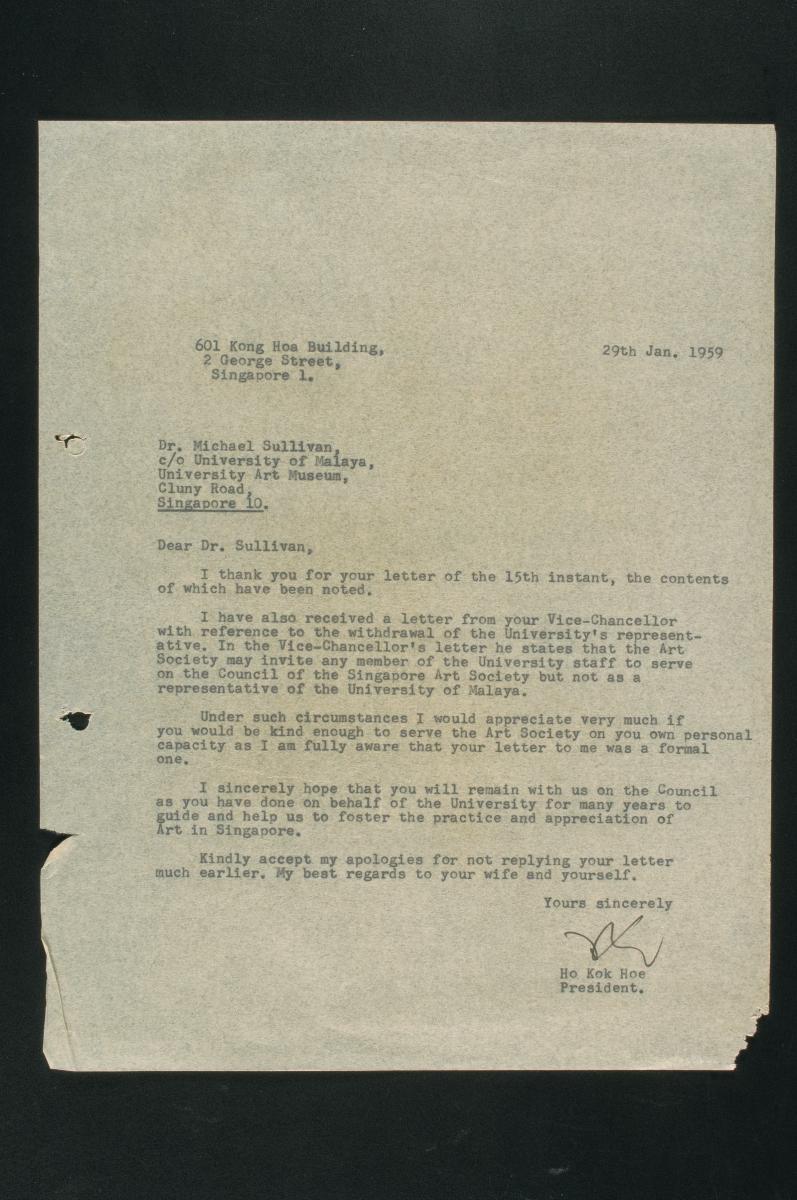 601 Kong Hoa Building,
29th Jan. 1959
2 George Street,
Singapore 1.
Dr. Michael Sullivan,
c/o University of Malaya,
University Art Museum,
Cluny Road,
Singapore 10.
Dear Dr. Sullivan,
I thank you for your letter of the 15th instant, the contents
of which have been noted.
I have also received a letter from your Vice-Chancellor
with reference to the withdrawal of the University's represent-
ative. In the Vice-Chancellor's letter he states that the Art
Society may invite any member of the University staff to serve
on the Council of the Singapore Art Society but not as a
representative of the University of Malaya.
Under such circumstances I would appreciate very much if
you would be kind enough to serve the Art Society on you own personal
capacity as I am fully aware that your letter to me was a formal
one.
I sincerely hope that you will remain with us on the Council
as you have done on behalf of the University for many years to
guide and help us to foster the practice and appreciation of
Art in Singapore.
Kindly accept my apologies for not replying your letter
much earlier. My best regards to your wife and yourself.
Yours sincerely
Ho Kok Hoe
President.